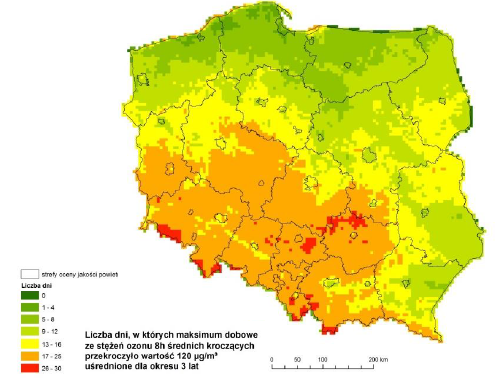 strefy oceny jakości powiet
Liczba dni
0
1 - 4
5 - 8
9 - 12
13 - 16
17 - 25
26 - 30
Liczba dni, w których maksimum dobowe
ze stężeń ozonu 8h średnich kroczących
przekroczyło wartość 120 µg/m³
uśrednione dla okresu 3 lat
0 50 100 200 km